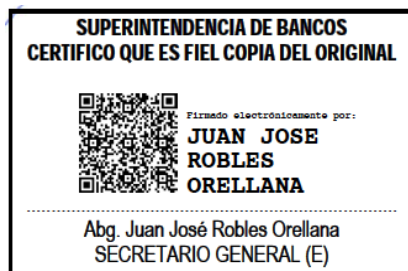 SUPERINTENDENCIA DE BANCOS
CERTIFICO QUE ES FIEL COPIA DEL ORIGINAL
Firmado electrónicamente por:
JUAN JOSE
ROBLES
ORELLANA
Abg. Juan José Robles Orellana
SECRETARIO GENERAL (E)